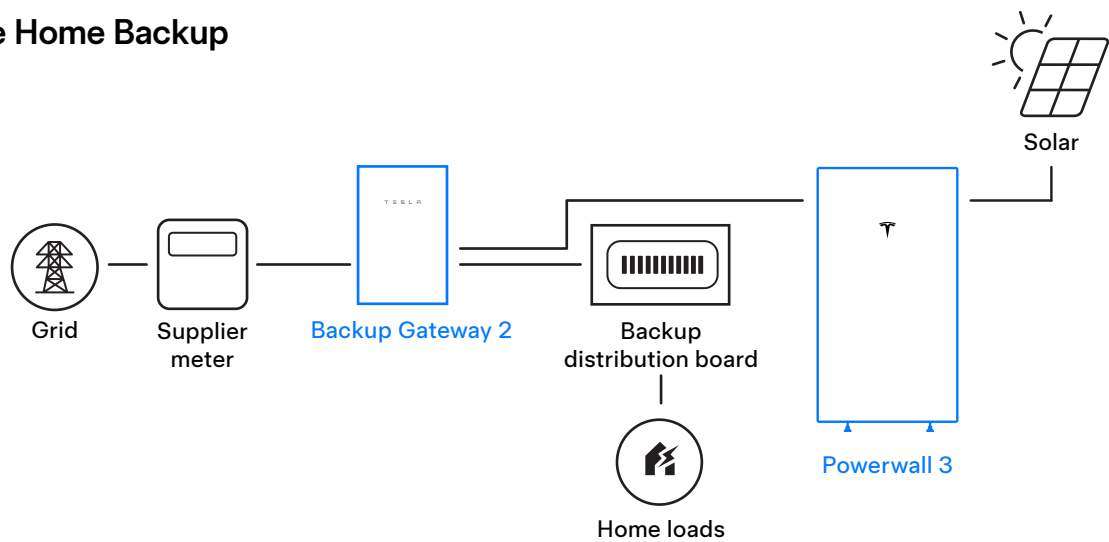 e Home Backup
Solar
TESLA
Grid
Supplier
meter
Backup Gateway 2
Backup
distribution board
Powerwall 3
Home loads